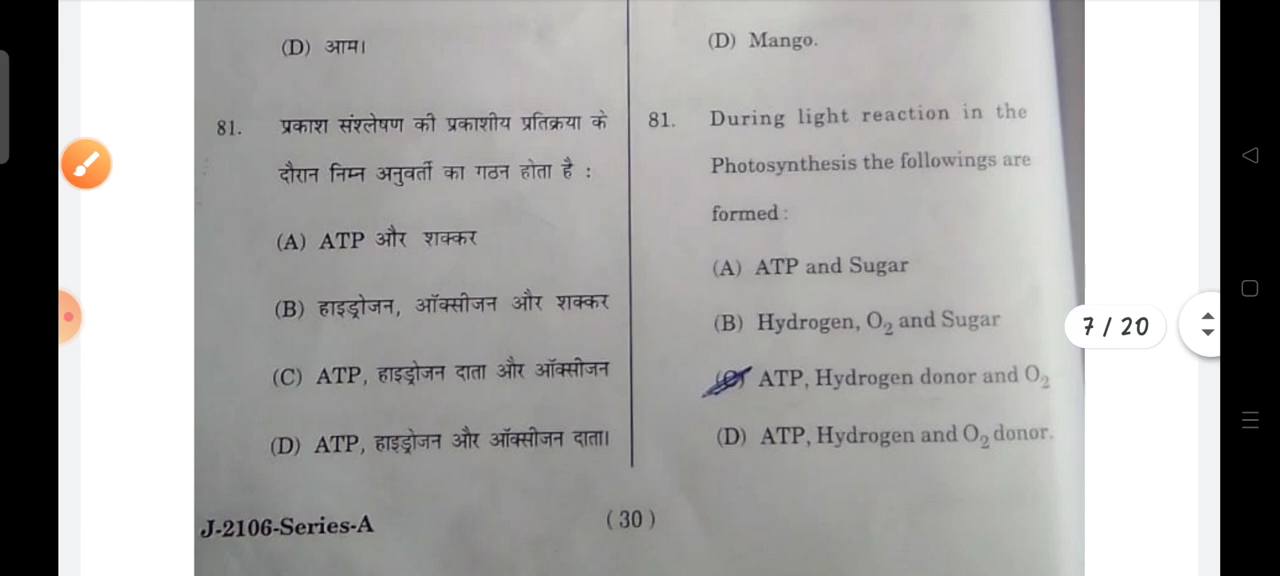 (D) आम।
81. प्रकाश संश्लेषण की प्रकाशीय प्रतिक्रया के
दौरान निम्न अनुवर्ती का गठन होता है :
(A) ATP और शक्कर
(B) हाइड्रोजन, ऑक्सीजन और शक्कर
(C) ATP, हाइड्रोजन दाता और ऑक्सीजन
(D) ATP, हाइड्रोजन और ऑक्सीजन दाता।
(D) Mango.
81. During light reaction in the
Photosynthesis the followings are
formed :
(A) ATP and Sugar
(B) Hydrogen, O₂ and Sugar
ATP, Hydrogen donor and O₂
(D) ATP, Hydrogen and O₂ donor.
J-2106-Series-A
(30)
7 / 20